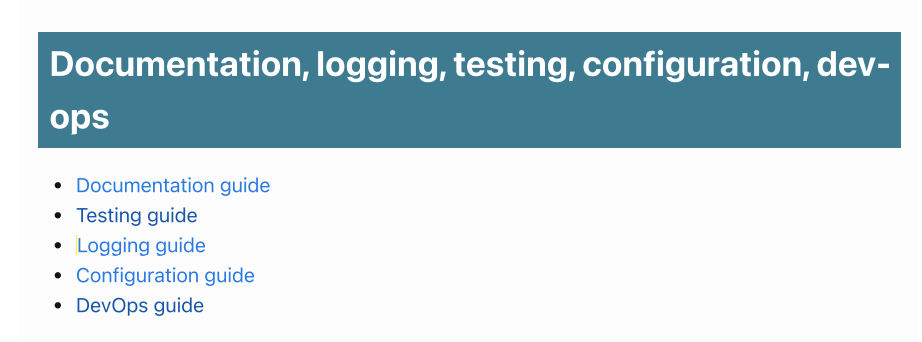 Documentation, logging, testing, configuration, dev-
ops
Documentation guide
Testing guide
Logging guide
Configuration guide
DevOps guide